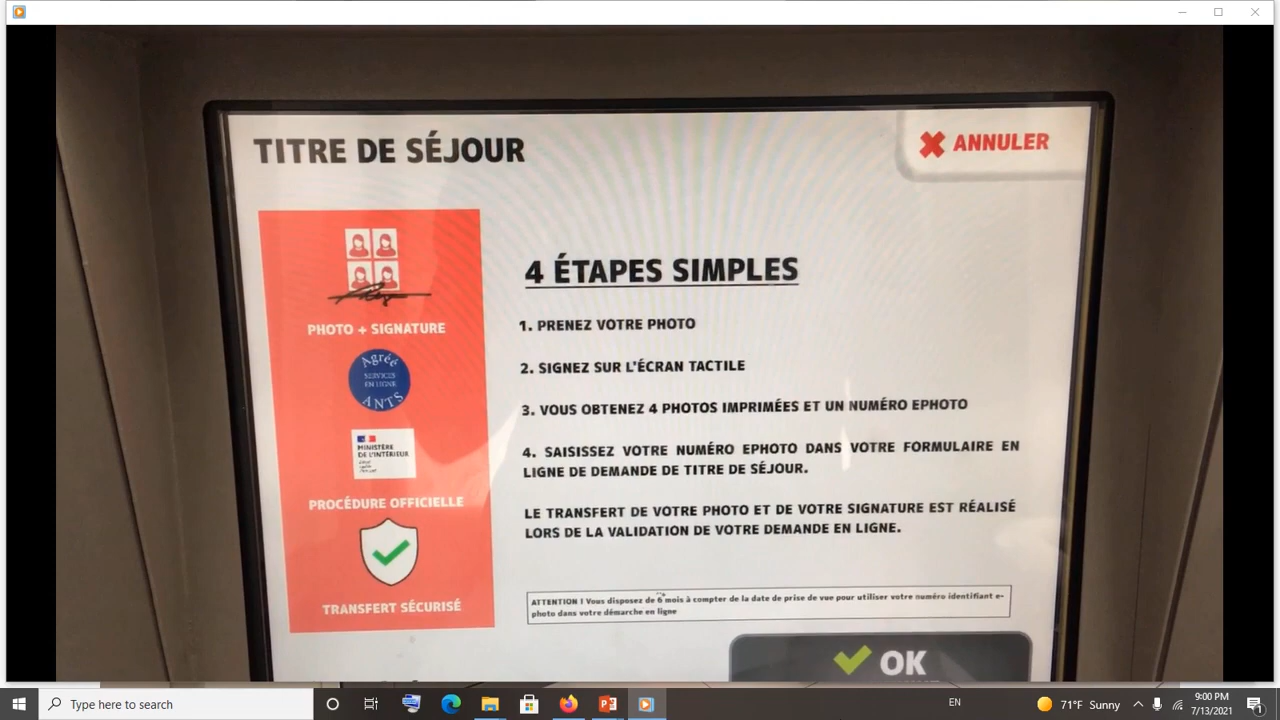 TITRE DE SÉJOUR
ANNULER
4 ÉTAPES SIMPLES
1. PRENEZ VOTRE PHOTO
2. SIGNEZ SUR L'ÉCRAN TACTILE
3. VOUS OBTENEZ 4 PHOTOS IMPRIMÉES ET UN NUMÉRO EPHOTO
4. SAISISSEZ VOTRE NUMÉRO EPHOTO DANS VOTRE FORMULAIRE EN
LIGNE DE DEMANDE DE TITRE DE SÉJOUR.
LE TRANSFERT DE VOTRE PHOTO ET DE VOTRE SIGNATURE EST RÉALISÉ
LORS DE LA VALIDATION DE VOTRE DEMANDE EN LIGNE.
ATTENTION ! Vous disposez de 6 mois à compter de la date de prise de vue pour utiliser votre numéro identifiant e-
photo dans votre démarche en ligne
OK
PHOTO + SIGNATURE
Agréé
SERVICES
EN LIGNE
ANTS
MINISTÈRE
DE L'INTÉRIEUR
PROCÉDURE OFFICIELLE
TRANSFERT SÉCURISÉ
Type here to search
EN
71°F Sunny
9:00 PM
7/13/2021
1